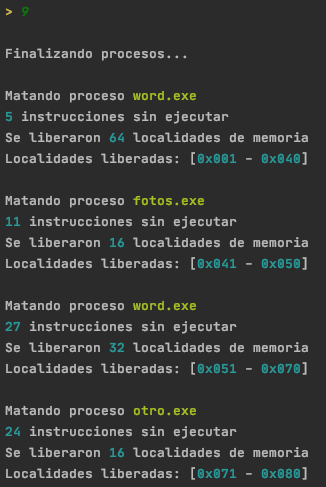 > 9
Finalizando procesos...
Matando proceso word.exe
5 instrucciones sin ejecutar
Se liberaron 64 localidades de memoria
Localidades liberadas: [0x001 - 0x040]
Matando proceso fotos.exe
11 instrucciones sin ejecutar
Se liberaron 16 localidades de memoria
Localidades liberadas: [0x041 - 0x050]
Matando proceso word.exe
27 instrucciones sin ejecutar
Se liberaron 32 localidades de memoria
Localidades liberadas: [0x051 - 0x070]
Matando proceso otro.exe
24 instrucciones sin ejecutar
Se liberaron 16 localidades de memoria
Localidades liberadas: [0x071 - 0x080]